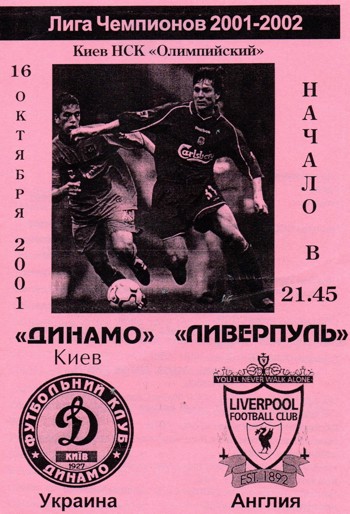 Лига Чемпионов 2001-2002
Киев НСК «Олимпийский»
16 ОКТЯБРЯ 2001
Carlsberg
НАЧАЛО В
21.45
«ДИНАМО» «ЛИВЕРПУЛЬ»
Киев
ФУТБОЛЬНИЙ КЛУБ
Д
КИЇВ
1927
ДИНАМО
YOU'LL NEVER WALK ALONE
LIVERPOOL
FOOTBALL CLUB
EST. 1892
Украина
Англия